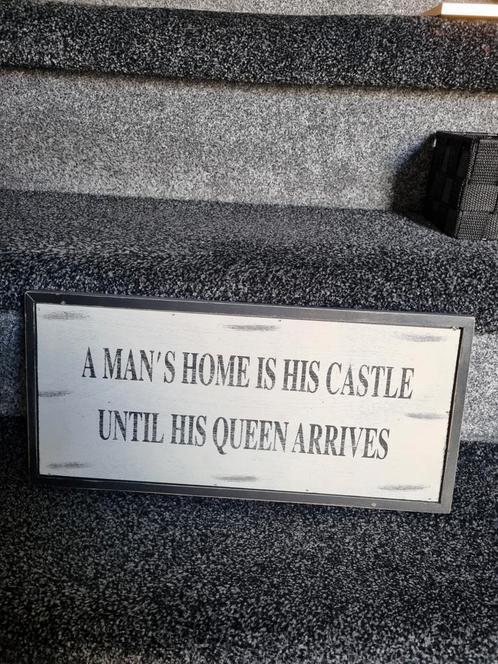 A MAN'S HOME IS HIS CASTLE
UNTIL HIS QUEEN ARRIVES